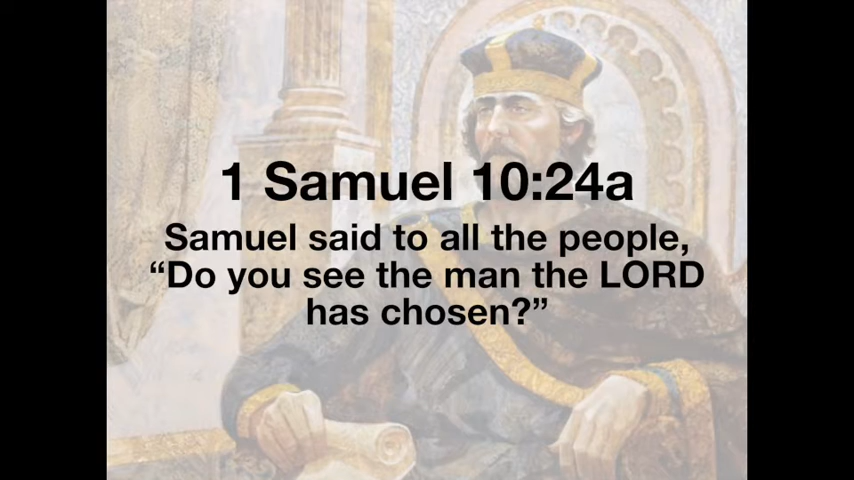 1 Samuel 10:24a
Samuel said to all the people,
“Do you see the man the LORD
has chosen?”